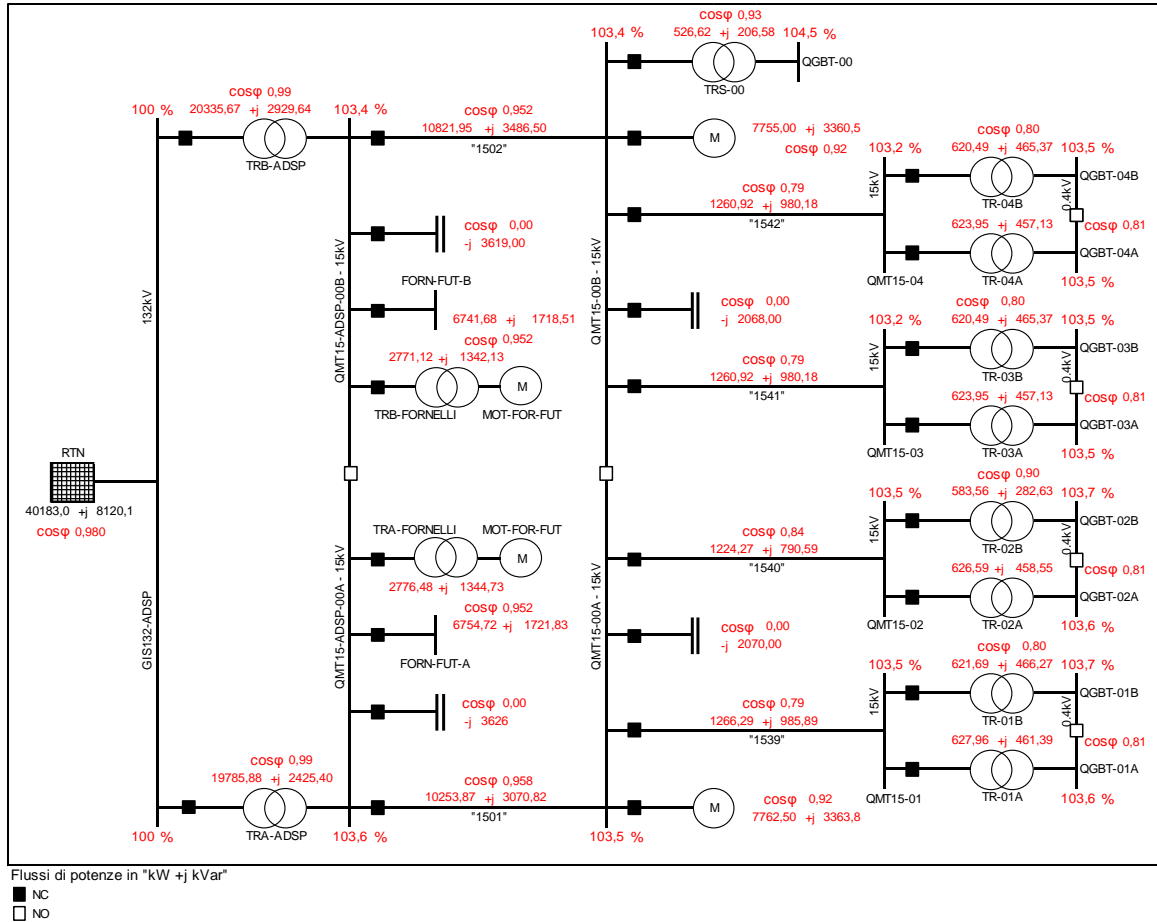 cosφ 0,93
103,4 %
526,62 +j 206,58
104,5 %
QGBT-00
TRS-00
cosφ 0,99
100 %
20335,67 +j 2929,64
103,4 %
TRB-ADSP
cosφ 0,952
10821,95 +j 3486,50
"1502"
M
7755,00 +j 3360,5
cosφ 0,92
cosφ 0,80
103,2 %
620,49 +j 465,37
103,5 %
QGBT-04B
TR-04B
15kV
0.4kV
cosφ 0,79
1260,92 +j 980,18
"1542"
623,95 +j 457,13
cosφ 0,81
QGBT-04A
TR-04A
QMT15-04
103,5 %
cosφ 0,00
-j 3619,00
132kV
QMT15-ADSP-00B - 15kV
QMT15-00B - 15kV
FORN-FUT-B
6741,68 +j 1718,51
cosφ 0,952
2771,12 +j 1342,13
M
TRB-FORNELLI
MOT-FOR-FUT
cosφ 0,00
-j 2068,00
cosφ 0,80
103,2 %
620,49 +j 465,37
103,5 %
QGBT-03B
TR-03B
15kV
0.4kV
cosφ 0,79
1260,92 +j 980,18
"1541"
623,95 +j 457,13
cosφ 0,81
QGBT-03A
TR-03A
QMT15-03
103,5 %
RTN
40183,0 +j 8120,1
cosφ 0,980
cosφ 0,90
103,5 %
583,56 +j 282,63
103,7 %
QGBT-02B
TR-02B
15kV
0.4kV
TRA-FORNELLI
MOT-FOR-FUT
M
2776,48 +j 1344,73
cosφ 0,84
1224,27 +j 790,59
"1540"
626,59 +j 458,55
cosφ 0,81
QGBT-02A
TR-02A
QMT15-02
103,6 %
GIS132-ADSP
QMT15-ADSP-00A - 15kV
QMT15-00A - 15kV
cosφ 0,952
6754,72 +j 1721,83
FORN-FUT-A
cosφ 0,00
-j 2070,00
cosφ 0,00
-j 3626
cosφ 0,80
103,5 %
621,69 +j 466,27
103,7 %
QGBT-01B
TR-01B
15kV
0.4kV
cosφ 0,79
1266,29 +j 985,89
"1539"
627,96 +j 461,39
cosφ 0,81
QGBT-01A
TR-01A
QMT15-01
103,6 %
cosφ 0,99
19785,88 +j 2425,40
100 %
TRA-ADSP
103,6 %
cosφ 0,958
10253,87 +j 3070,82
"1501"
103,5 %
M
cosφ 0,92
7762,50 +j 3363,8
Flussi di potenze in "kW +j kVar"
NC
NO